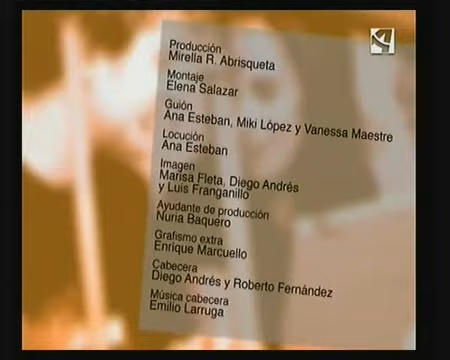 Producción
Mirella R. Abrisqueta
Montaje
Elena Salazar
Guión
Ana Esteban, Miki López y Vanessa Maestre
Locución
Ana Esteban
Imagen
Marisa Fleta, Diego Andrés
y Luis Franganillo
Ayudante de producción
Nuria Baquero
Grafismo extra
Enrique Marcuello
Cabecera
Diego Andrés y Roberto Fernández
Música cabecera
Emilio Larruga